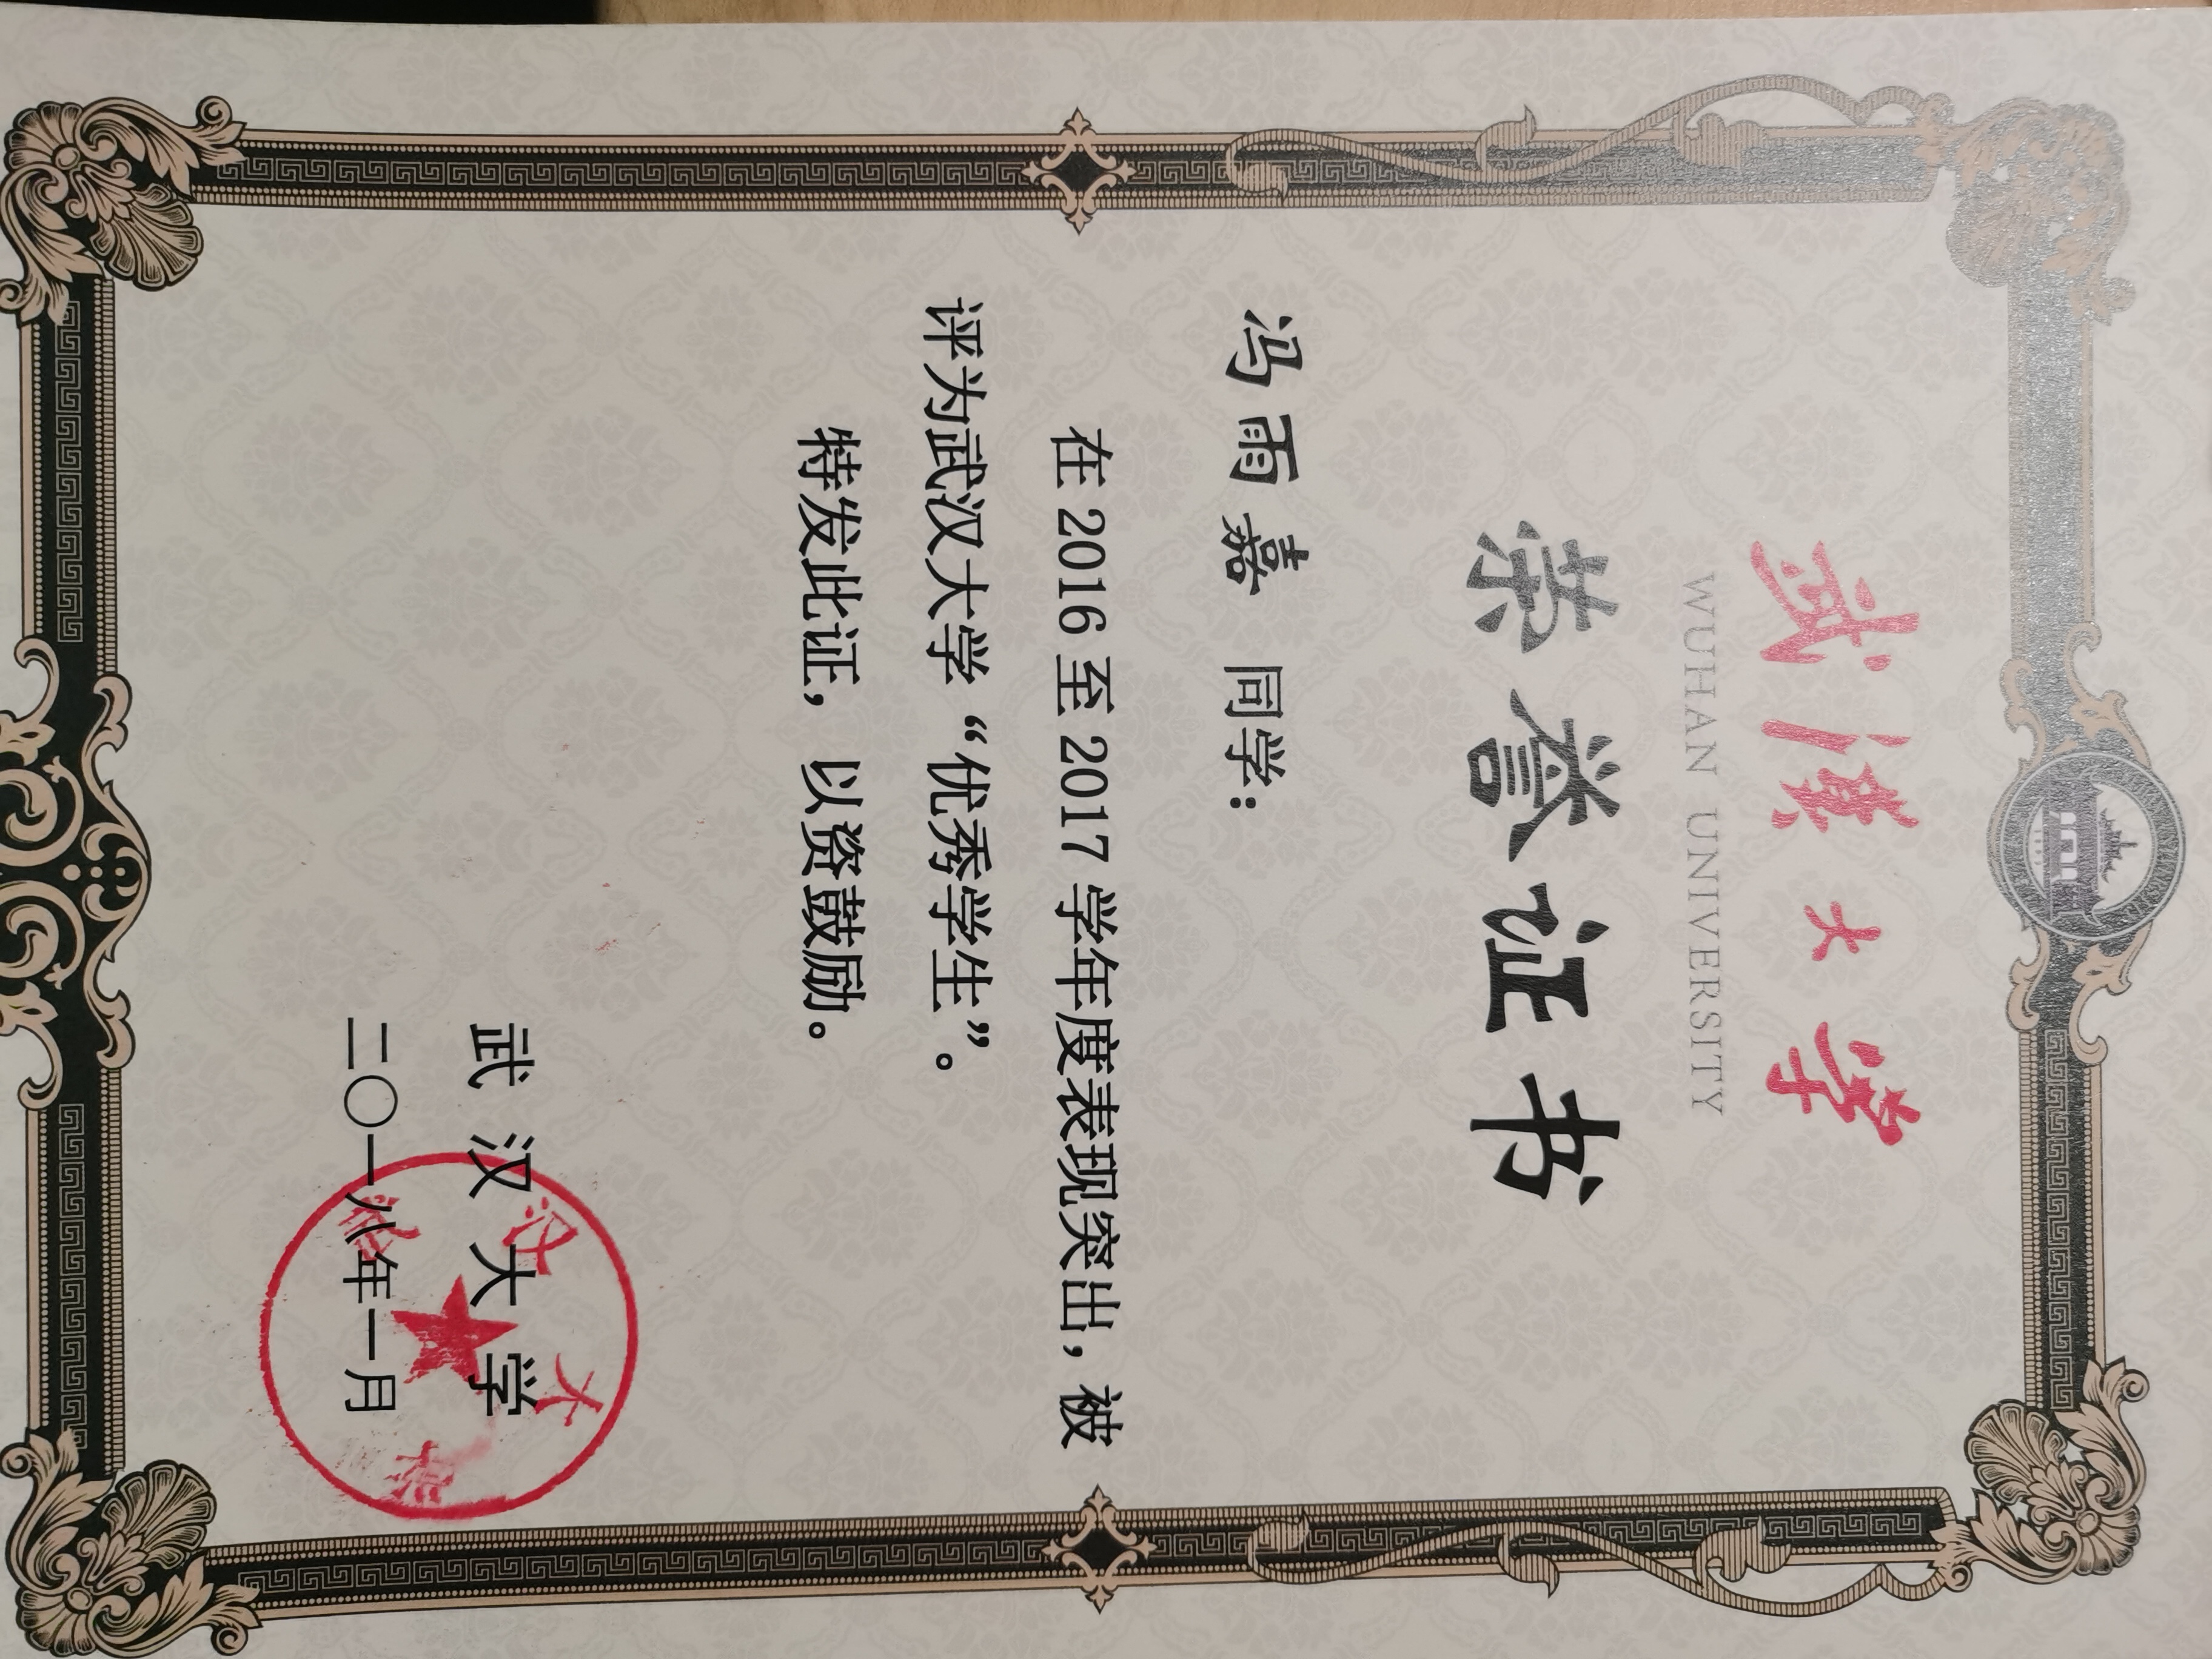 武漢大学
WUHAN UNIVERSITY
荣誉证书
冯雨嘉 同学：
在 2016 至 2017 学年度表现突出，被
评为武汉大学“优秀学生”。
特发此证，以资鼓励。
武汉大学
二〇一八年一月
汉大